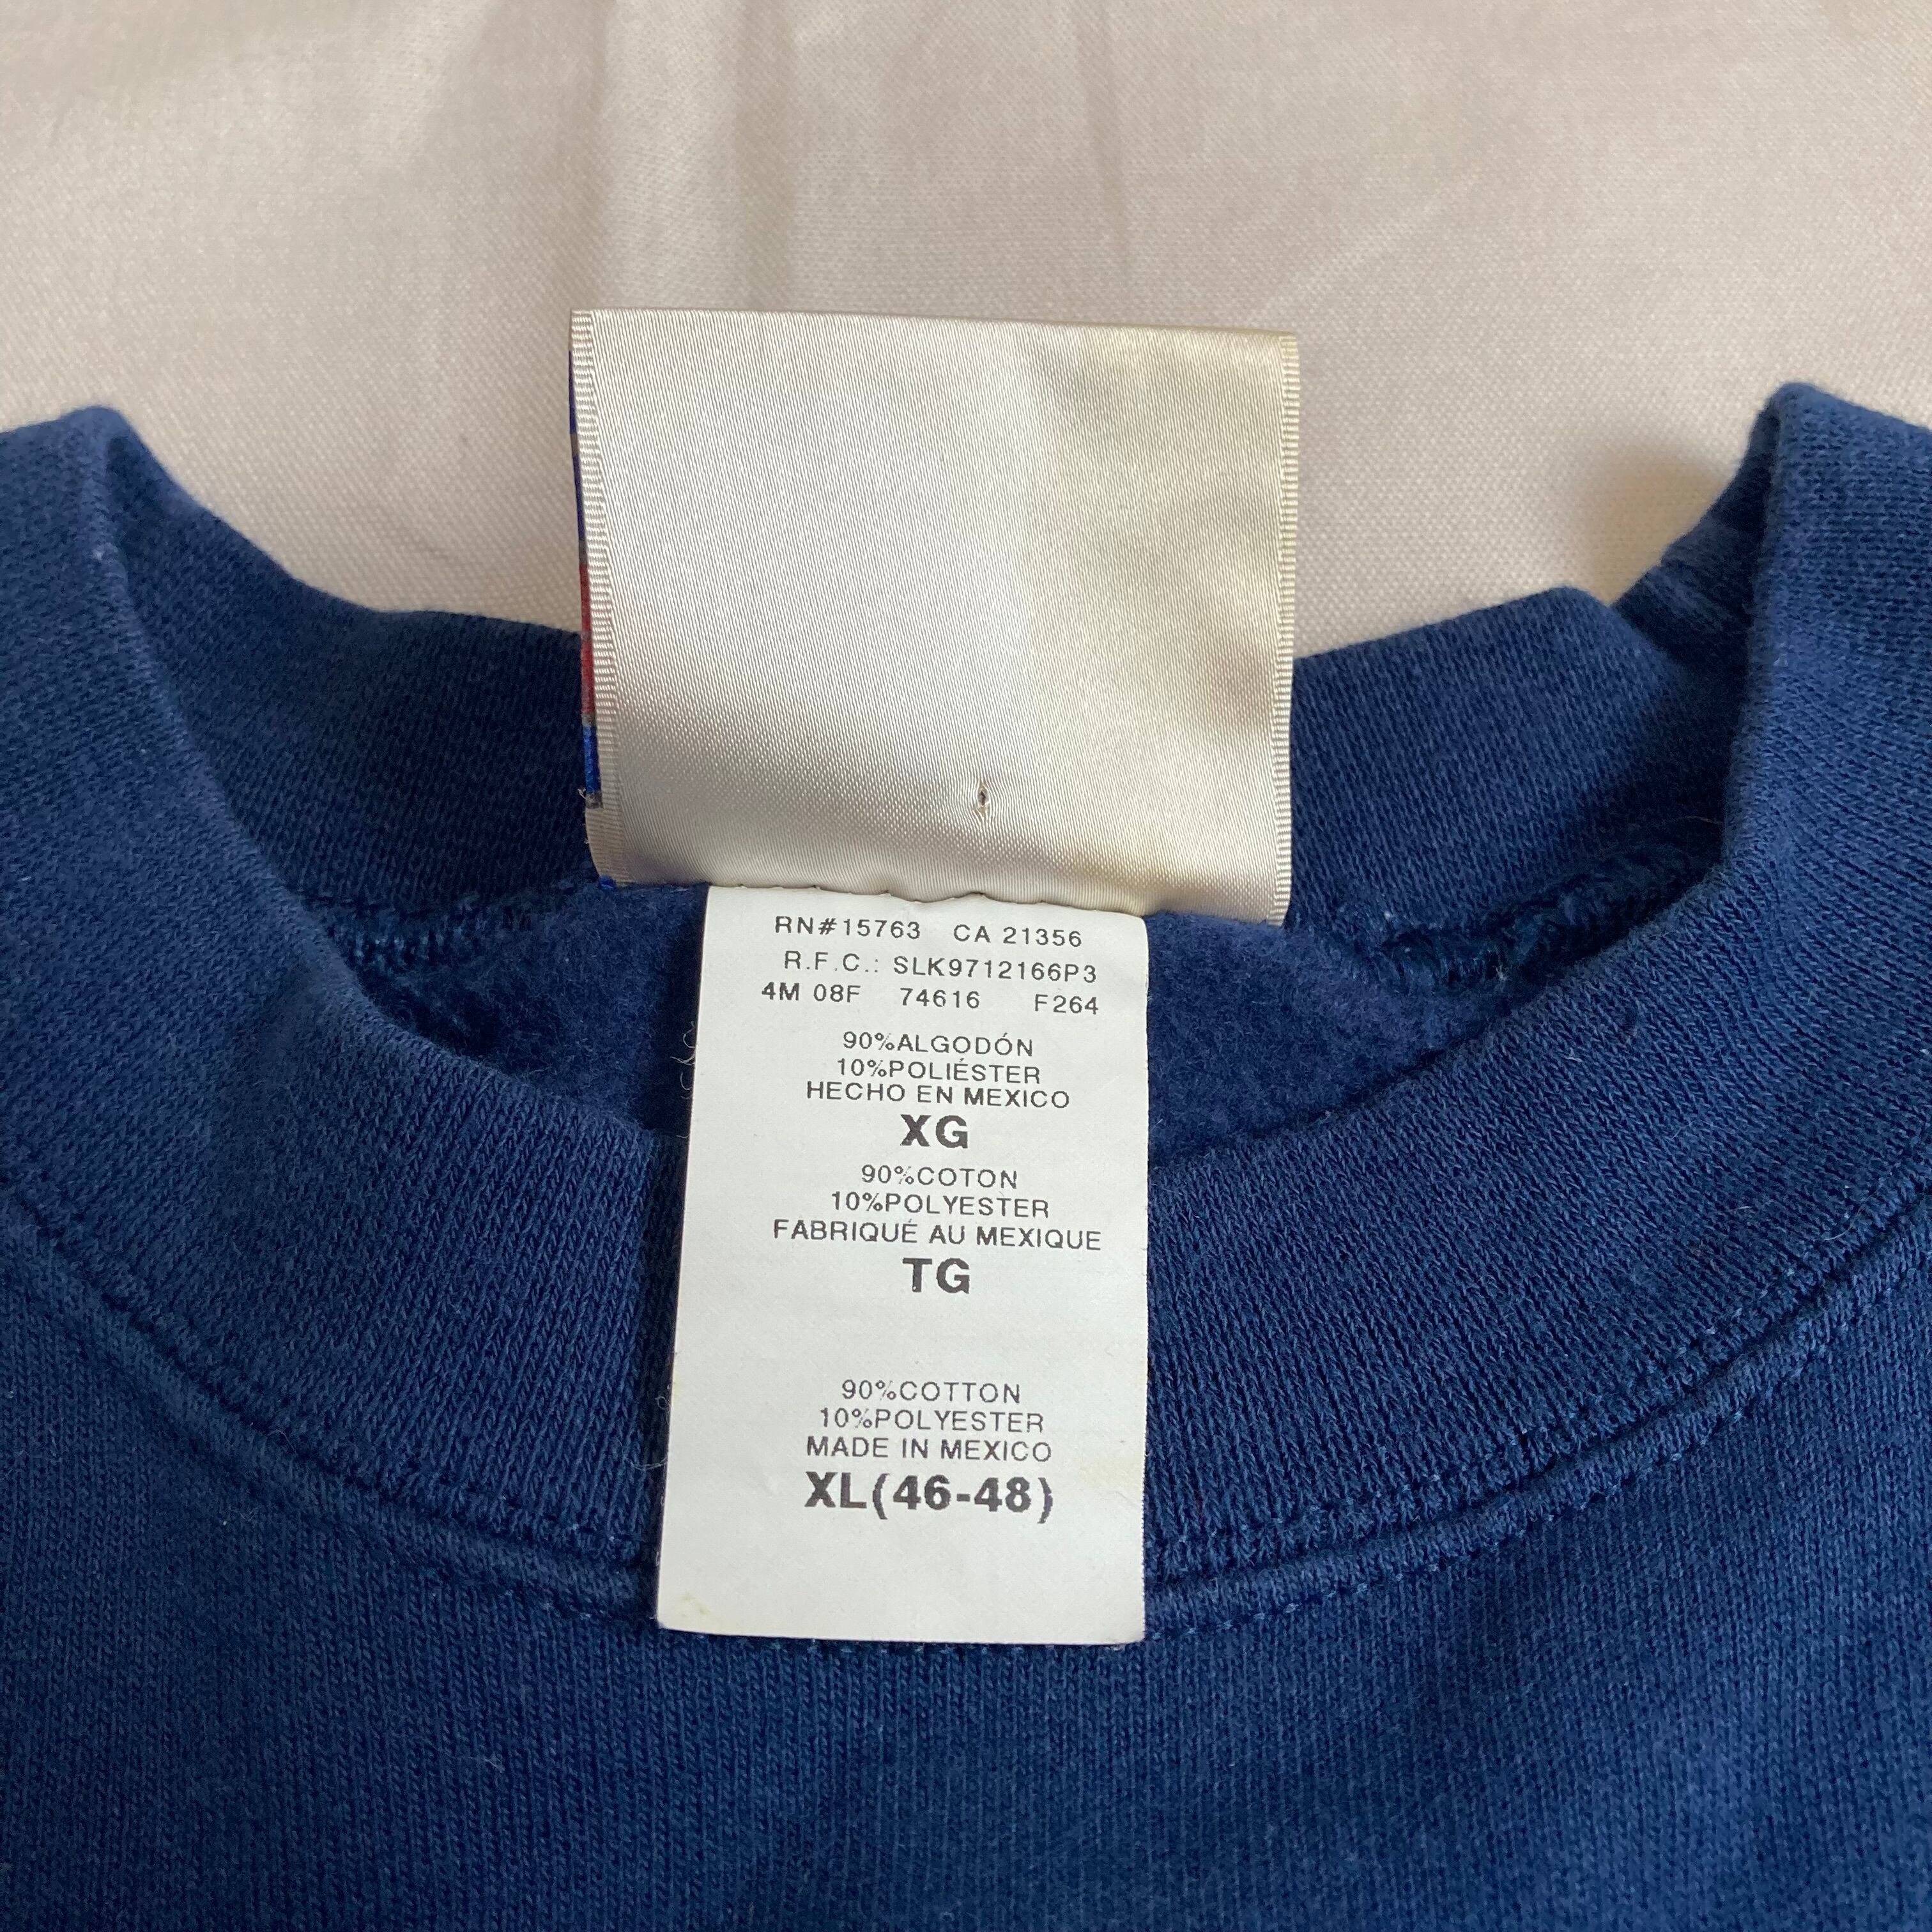 RN#15763 CA 21356
R.F.C.: SLK9712166P3
4M 08F 74616 F264
90%ALGODÓN
10%POLIÉSTER
HECHO EN MEXICO
XG
90%COTON
10%POLYESTER
FABRIQUÉ AU MEXIQUE
TG
90%COTTON
10%POLYESTER
MADE IN MEXICO
XL(46-48)